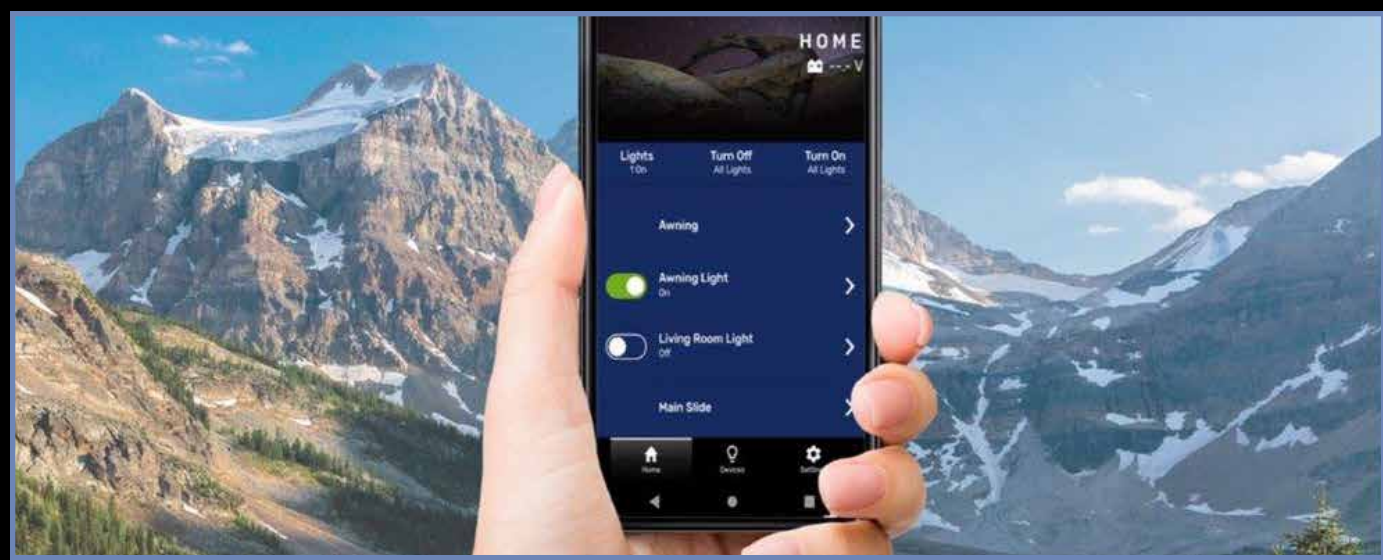 HOME
--.- V
Lights Turn Off Turn On
1 On All Lights All Lights
Awning
Awning Light
On
Living Room Light
Off
Main Slide
Home Devices